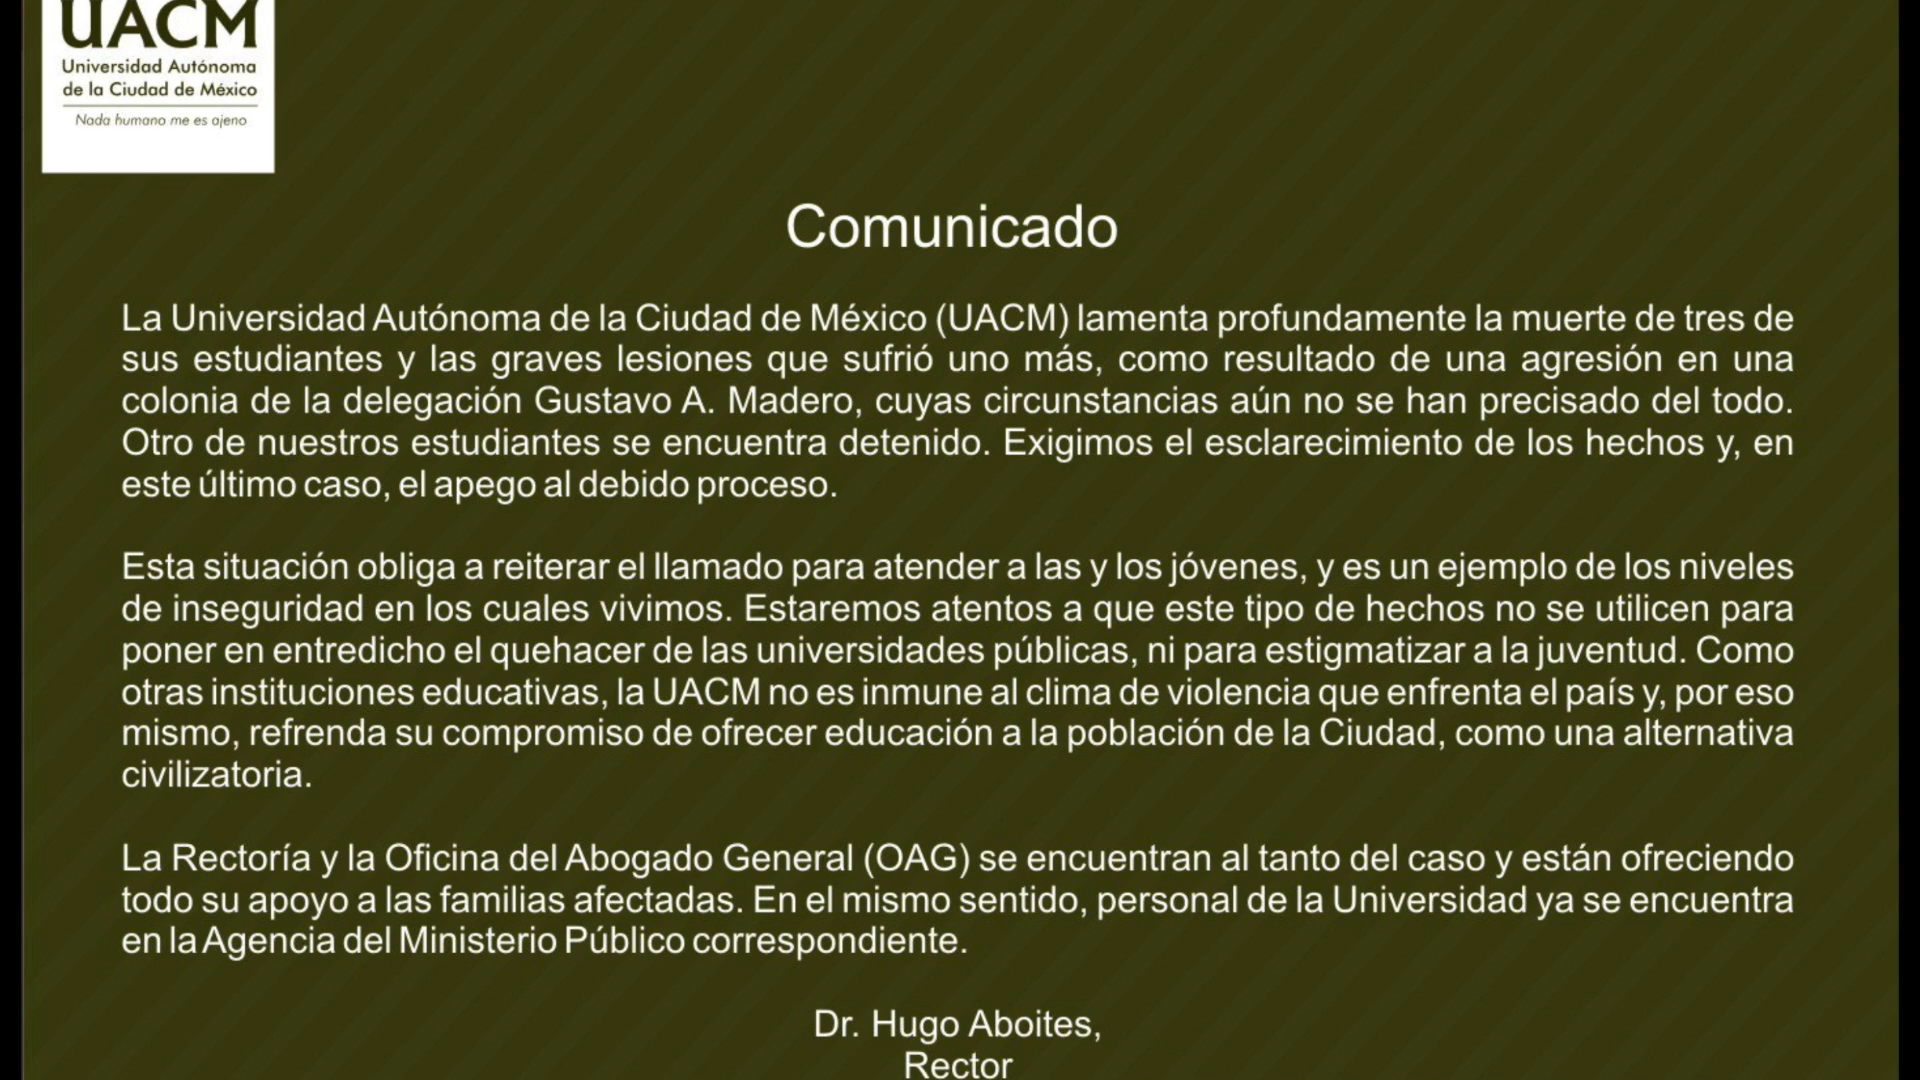 UACM
Universidad Autónoma
de la Ciudad de México
Nada humano me es ajeno
Comunicado
La Universidad Autónoma de la Ciudad de México (UACM) lamenta profundamente la muerte de tres de
sus estudiantes y las graves lesiones que sufrió uno más, como resultado de una agresión en una
colonia de la delegación Gustavo A. Madero, cuyas circunstancias aún no se han precisado del todo.
Otro de nuestros estudiantes se encuentra detenido. Exigimos el esclarecimiento de los hechos y, en
este último caso, el apego al debido proceso.
Esta situación obliga a reiterar el llamado para atender a las y los jóvenes, y es un ejemplo de los niveles
de inseguridad en los cuales vivimos. Estaremos atentos a que este tipo de hechos no se utilicen para
poner en entredicho el quehacer de las universidades públicas, ni para estigmatizar a la juventud. Como
otras instituciones educativas, la UACM no es inmune al clima de violencia que enfrenta el país y, por eso
mismo, refrenda su compromiso de ofrecer educación a la población de la Ciudad, como una alternativa
civilizatoria.
La Rectoría y la Oficina del Abogado General (OAG) se encuentran al tanto del caso y están ofreciendo
todo su apoyo a las familias afectadas. En el mismo sentido, personal de la Universidad ya se encuentra
en la Agencia del Ministerio Público correspondiente.
Dr. Hugo Aboites,
Rector